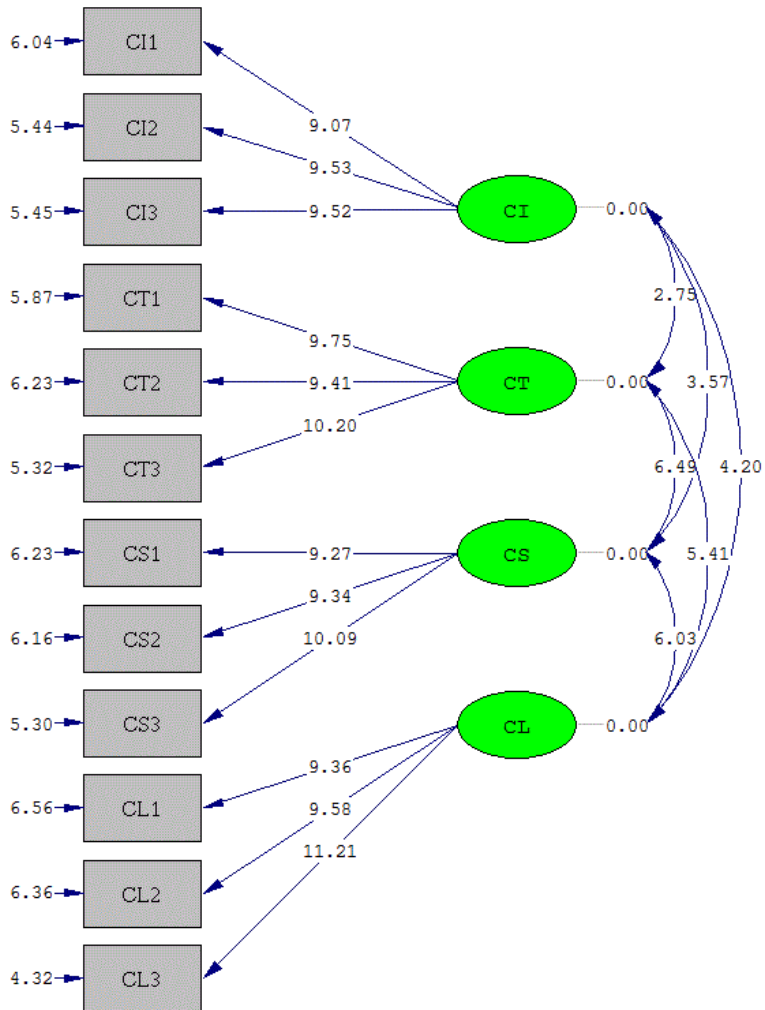 6.04 CI1
5.44 CI2
9.07
9.53
5.45 CI3 9.52 CI 0.00
5.87 CT1
2.75
9.75
6.23 CT2 9.41 CT 0.00 3.57
10.20
5.32 CT3 6.49 4.20
6.23 CS1 9.27 CS 0.00 5.41
9.34
6.16 CS2 10.09 6.03
5.30 CS3 CL 0.00
9.36
6.56 CL1 9.58
11.21
6.36 CL2
4.32 CL3